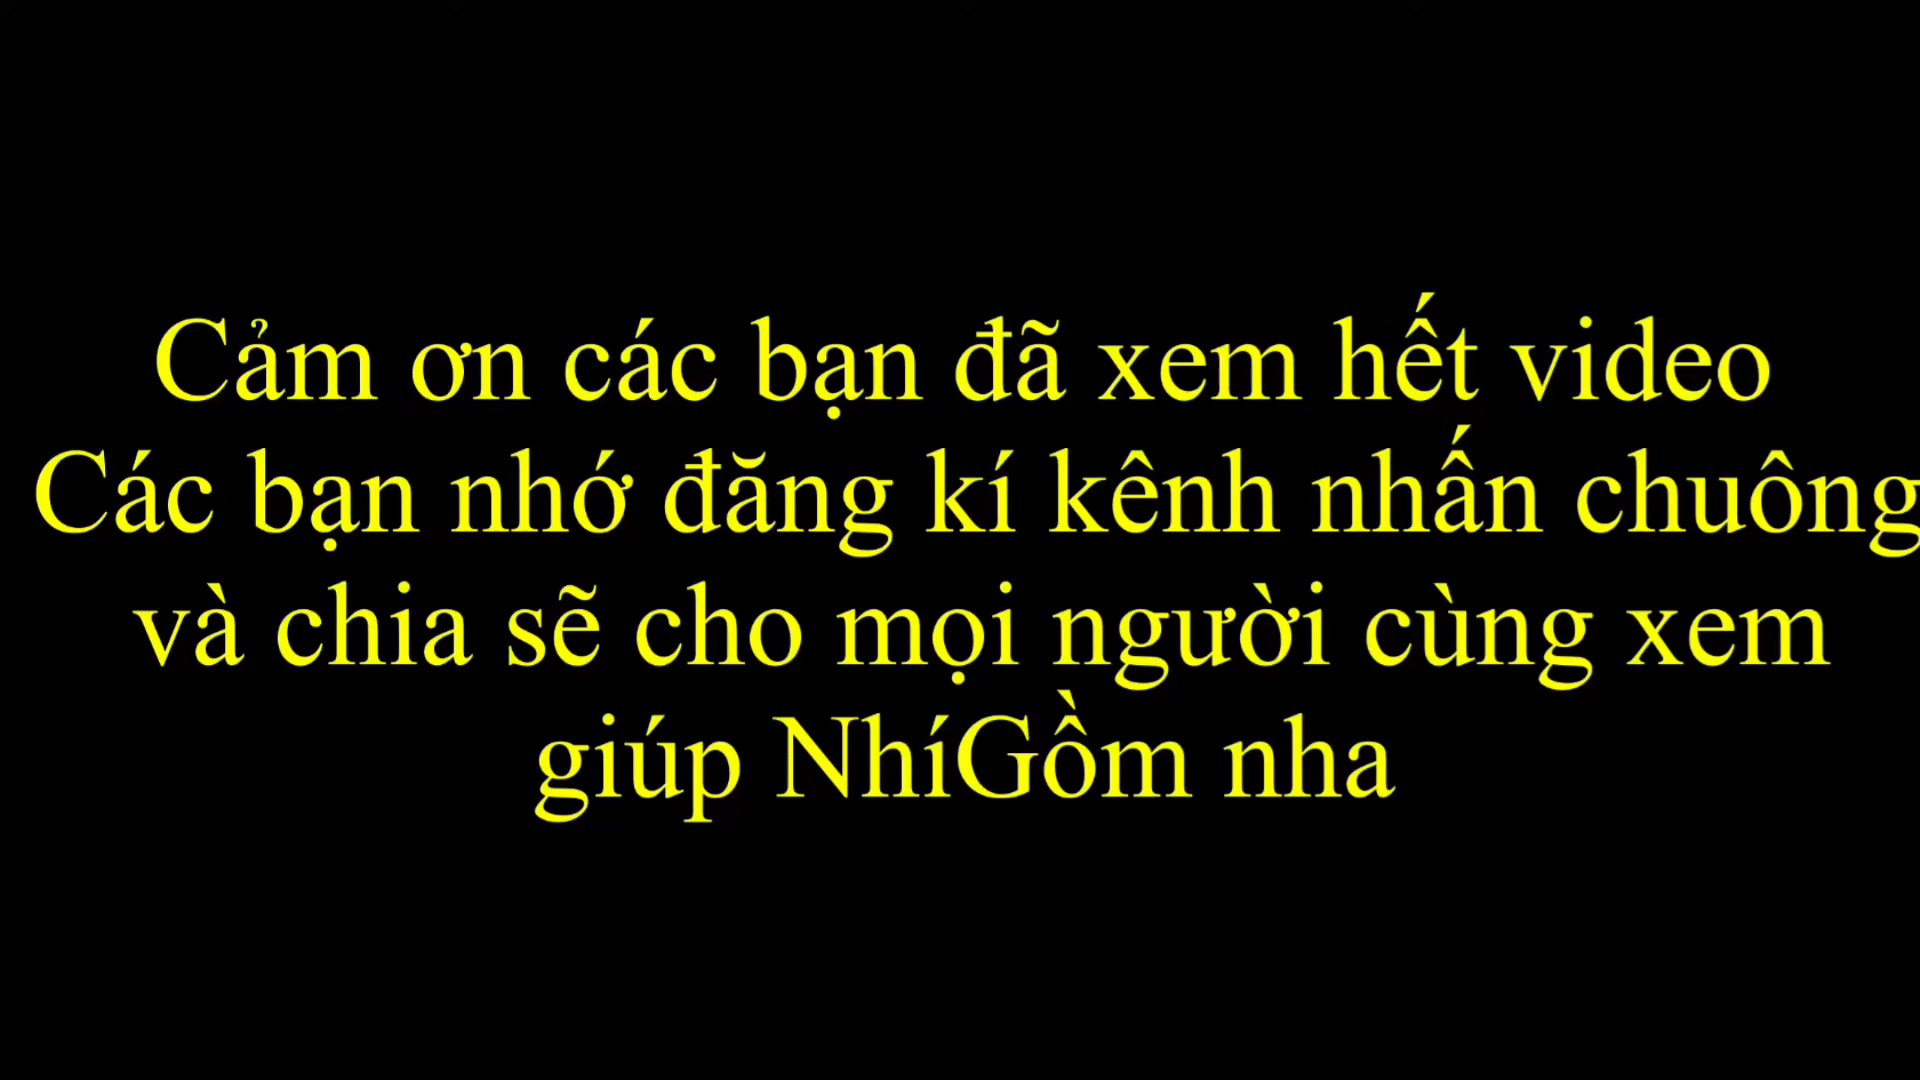 Cảm ơn các bạn đã xem hết video
Các bạn nhớ đăng kí kênh nhấn chuông
và chia sẽ cho mọi người cùng xem
giúp NhíGồm nha